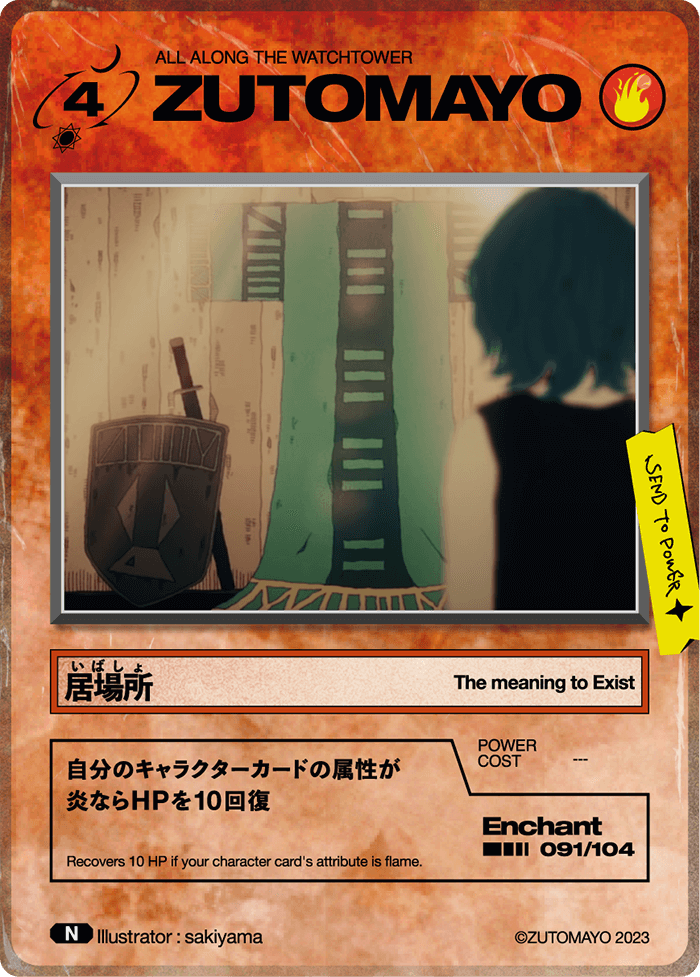 ALL ALONG THE WATCHTOWER
4
ZUTOMAYO
SEND TO POWER
いばしょ
居場所
The meaning to Exist
自分のキャラクターカードの属性が
炎ならHPを10回復
Recovers 10 HP if your character card's attribute is flame.
POWER
COST ---
Enchant
091/104
N Illustrator : sakiyama
©ZUTOMAYO 2023